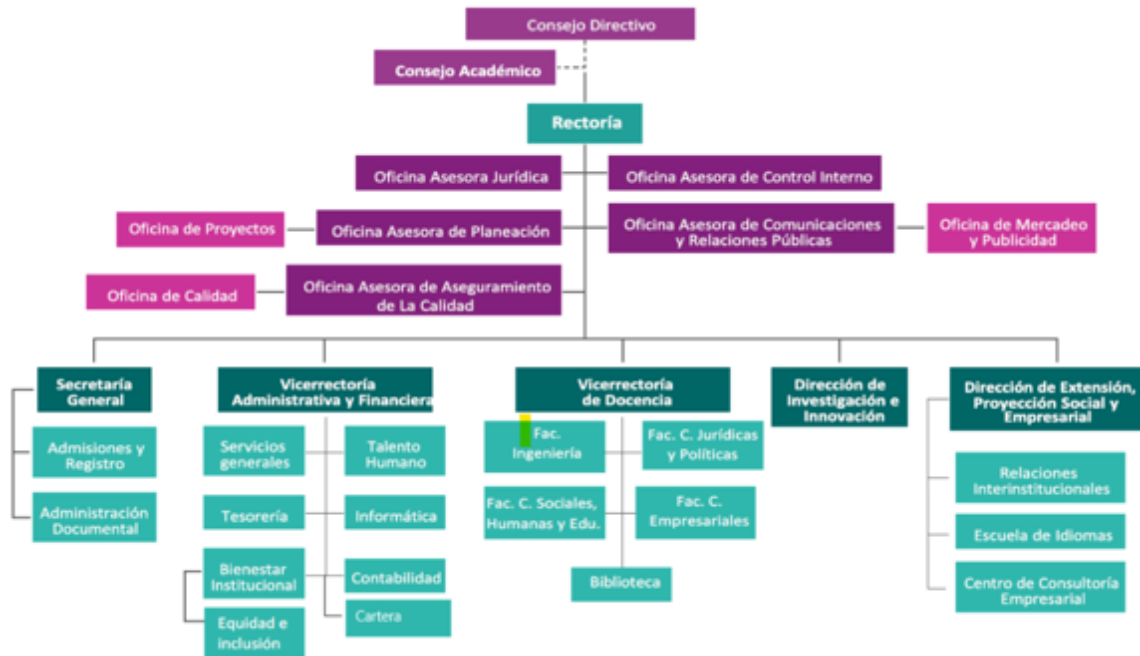 Consejo Directivo
Consejo Académico
Rectoría
Oficina Asesora Jurídica
Oficina Asesora de Control Interno
Oficina de Proyectos
Oficina Asesora de Planeación
Oficina Asesora de Comunicaciones
y Relaciones Públicas
Oficina de Mercadeo
y Publicidad
Oficina de Calidad
Oficina Asesora de Aseguramiento
de La Calidad
Secretaría
General
Admisiones y
Registro
Administración
Documental
Vicerrectoría
Administrativa y Financiera
Servicios
generales
Talento
Humano
Tesorería
Informática
Bienestar
Institucional
Contabilidad
Equidad e
inclusión
Cartera
Vicerrectoría
de Docencia
Fac.
Ingeniería
Fac. C. Jurídicas
y Políticas
Fac. C. Sociales,
Humanas y Edu.
Fac. C.
Empresariales
Biblioteca
Dirección de
Investigación e
Innovación
Dirección de Extensión,
Proyección Social y
Empresarial
Relaciones
Interinstitucionales
Escuela de Idiomas
Centro de Consultoría
Empresarial